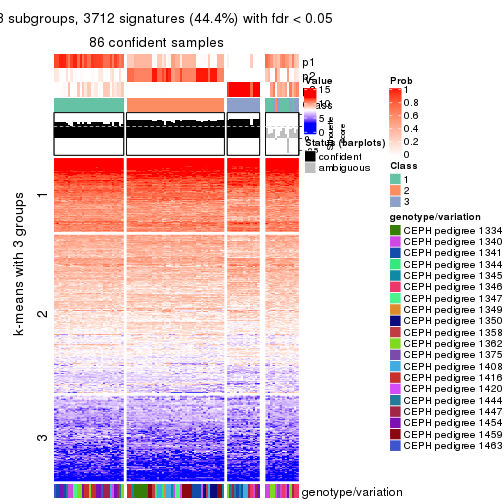 3 subgroups, 3712 signatures (44.4%) with fdr < 0.05
86 confident samples
p1
p2
Value
15
10
5
0
Class
Silhouette
score
Status (barplots)
confident
ambiguous
k-means with 3 groups
1
2
3
genotype/variation
Prob
1
0.8
0.6
0.4
0.2
0
Class
1
2
3
genotype/variation
CEPH pedigree 1334
CEPH pedigree 1340
CEPH pedigree 1341
CEPH pedigree 1344
CEPH pedigree 1345
CEPH pedigree 1346
CEPH pedigree 1347
CEPH pedigree 1349
CEPH pedigree 1350
CEPH pedigree 1358
CEPH pedigree 1362
CEPH pedigree 1375
CEPH pedigree 1408
CEPH pedigree 1416
CEPH pedigree 1420
CEPH pedigree 1444
CEPH pedigree 1447
CEPH pedigree 1454
CEPH pedigree 1459
CEPH pedigree 1463